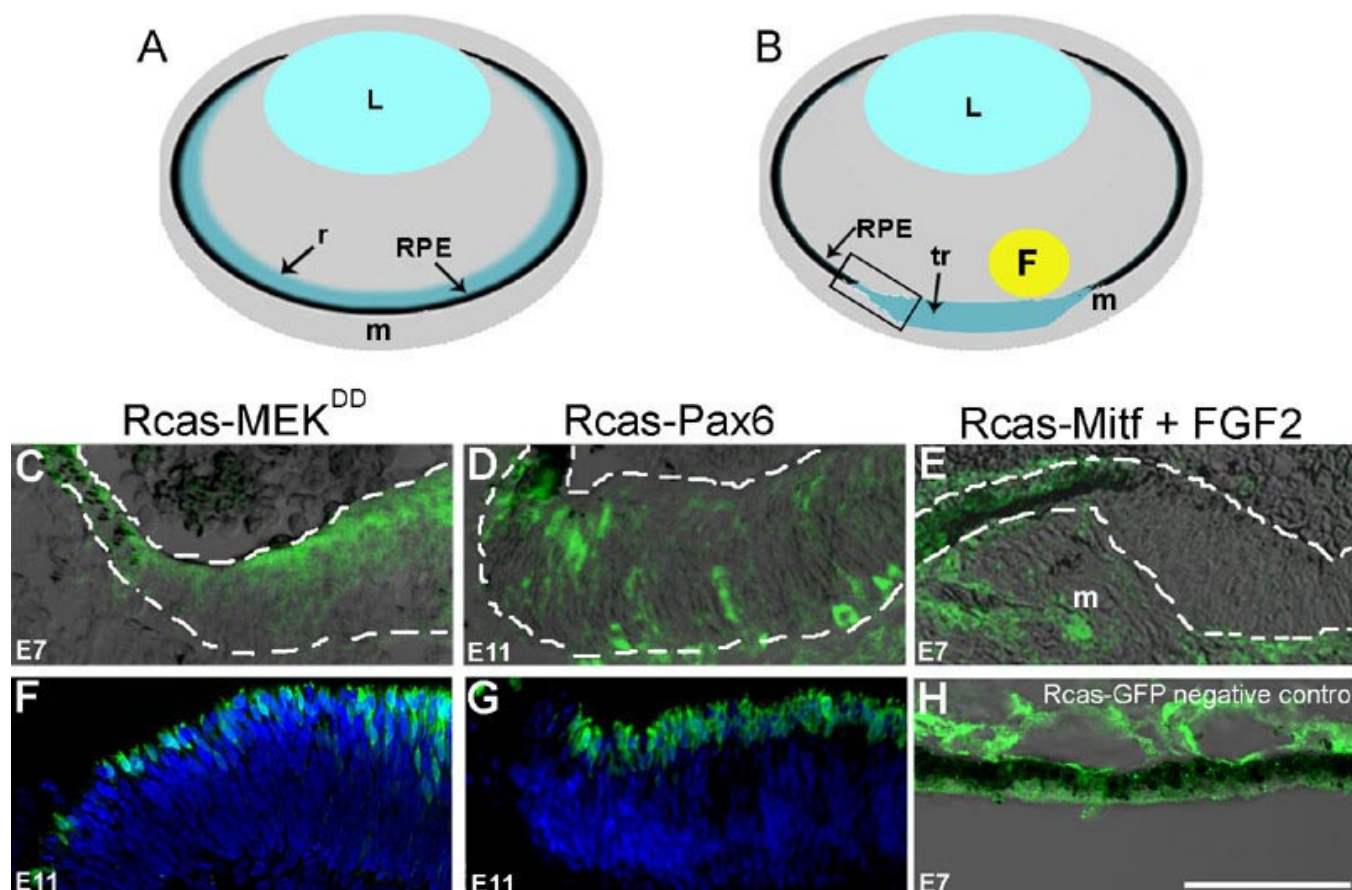 A
L
r
RPE
m
B
L
RPE
tr
F
m
Rcas-MEK^DD
Rcas-Pax6
Rcas-Mitf + FGF2
C
E7
D
E11
E
m
E7
F
E11
G
E11
H
Rcas-GFP negative control
E7